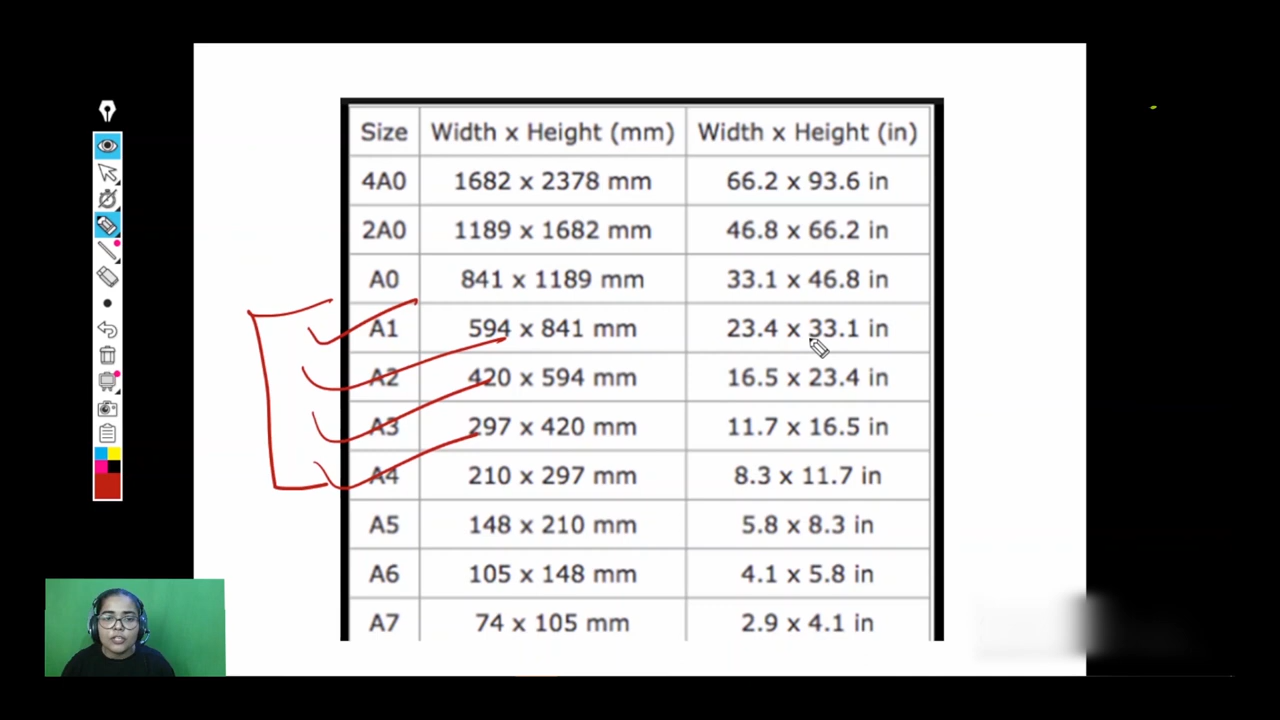 Size Width x Height (mm) Width x Height (in)
4A0 1682 x 2378 mm 66.2 x 93.6 in
2A0 1189 x 1682 mm 46.8 x 66.2 in
A0 841 x 1189 mm 33.1 x 46.8 in
A1 594 x 841 mm 23.4 x 33.1 in
A2 420 x 594 mm 16.5 x 23.4 in
A3 297 x 420 mm 11.7 x 16.5 in
A4 210 x 297 mm 8.3 x 11.7 in
A5 148 x 210 mm 5.8 x 8.3 in
A6 105 x 148 mm 4.1 x 5.8 in
A7 74 x 105 mm 2.9 x 4.1 in